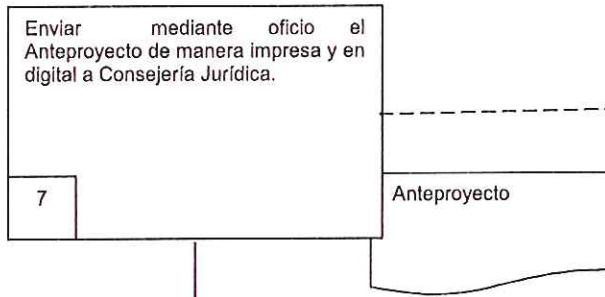 Enviar mediante oficio el
Anteproyecto de manera impresa y en
digital a Consejería Jurídica.
7
Anteproyecto